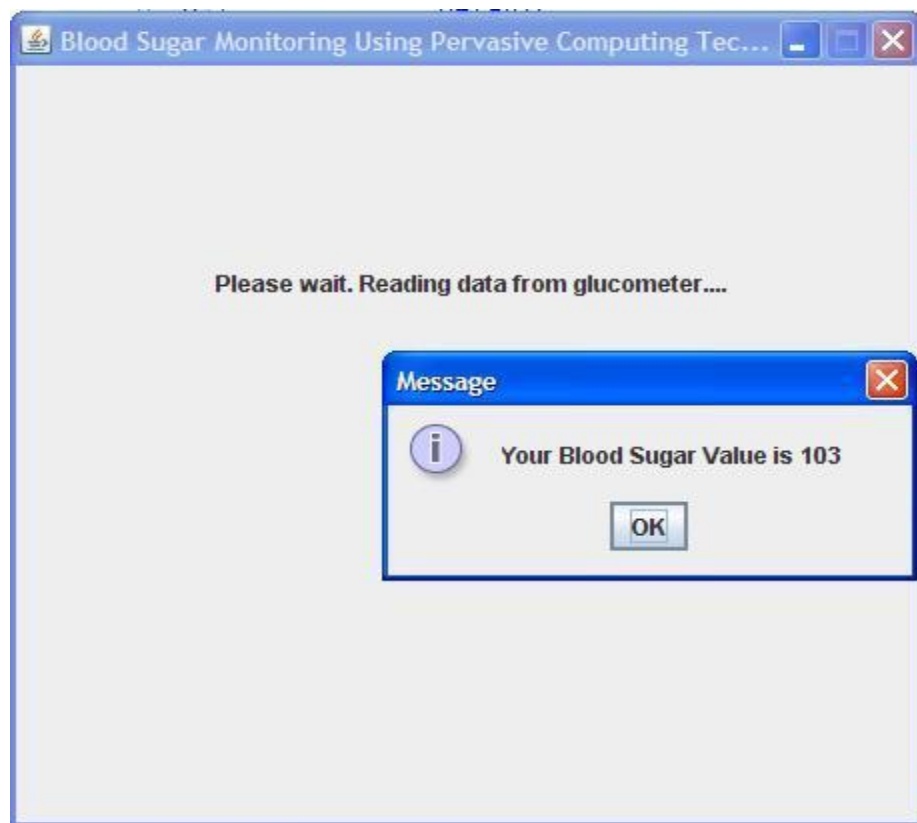 Blood Sugar Monitoring Using Pervasive Computing Tec...
Please wait. Reading data from glucometer....
Message
Your Blood Sugar Value is 103
OK